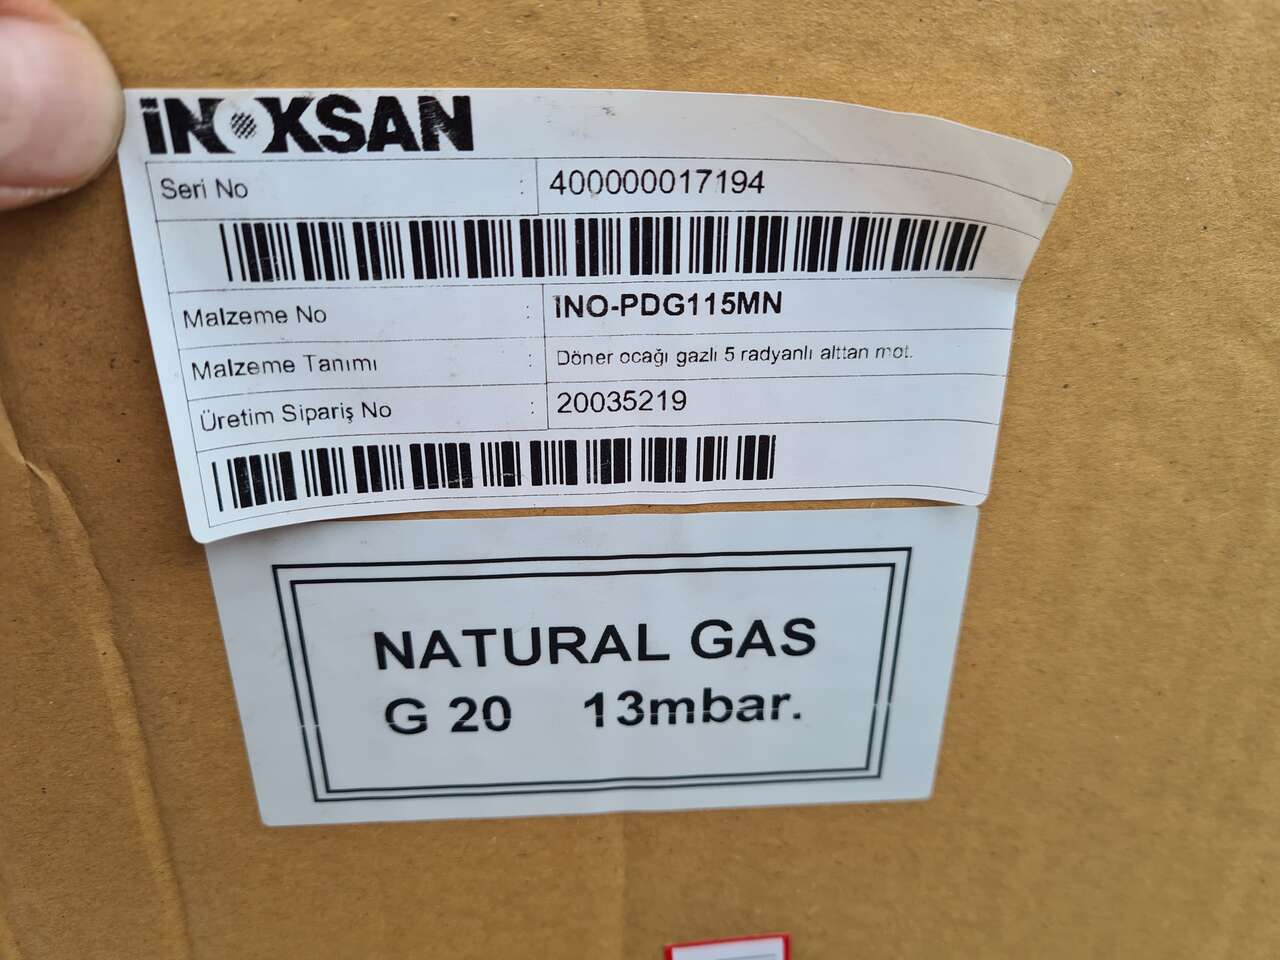 iNOKSAN
Seri No : 400000017194
Malzeme No : INO-PDG115MN
Malzeme Tanımı : Döner ocağı gazlı 5 radyanlı alttan mot.
Üretim Sipariş No : 20035219
NATURAL GAS
G 20 13mbar.